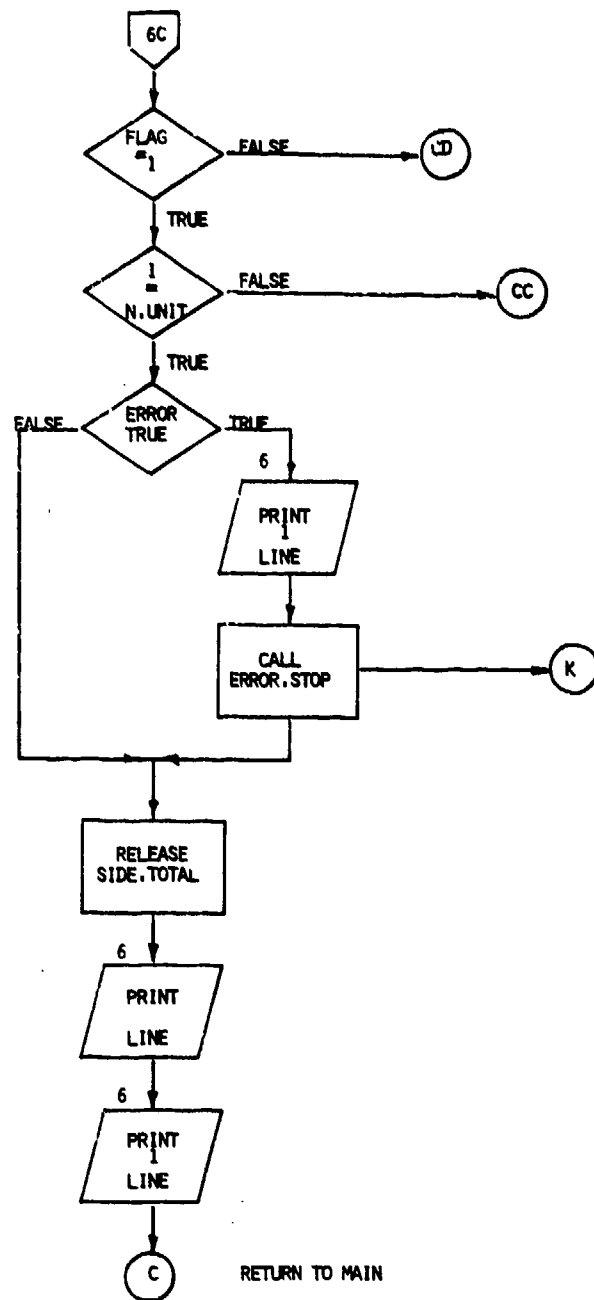 6C
FLAG
=1
FALSE
TRUE
1
=
N.UNIT
FALSE
CC
TRUE
FALSE
ERROR
TRUE
TRUE
6
PRINT
1
LINE
CALL
ERROR.STOP
K
RELEASE
SIDE.TOTAL
6
PRINT
LINE
6
PRINT
1
LINE
C
RETURN TO MAIN